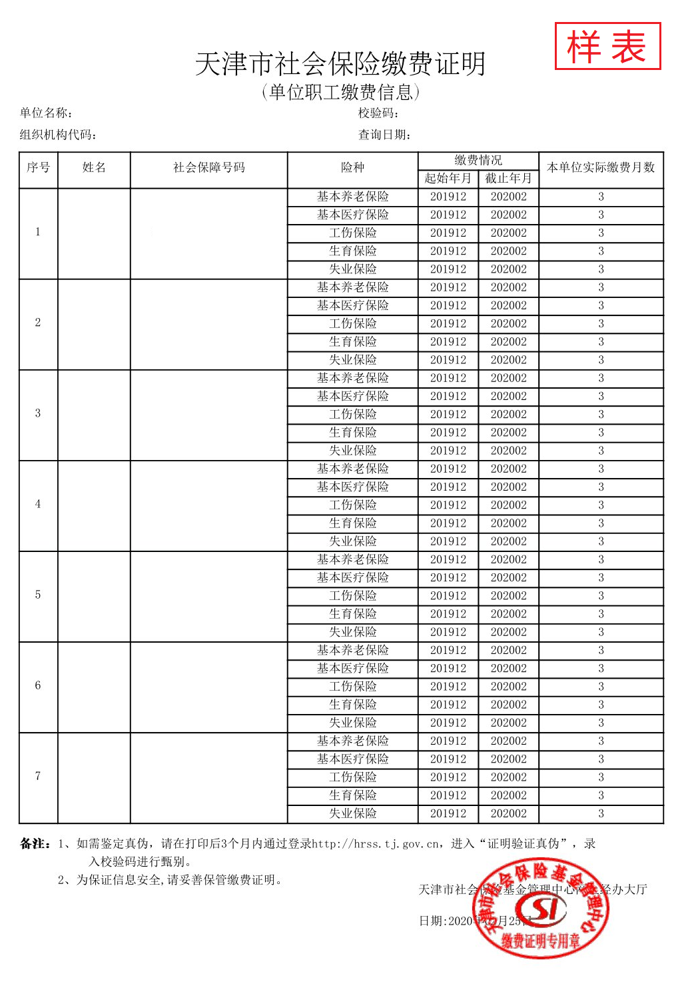 样表
天津市社会保险缴费证明
(单位职工缴费信息)
单位名称： 校验码：
组织机构代码： 查询日期：
序号 姓名 社会保障号码 险种 缴费情况 本单位实际缴费月数
起始年月 截止年月
1
基本养老保险 201912 202002 3
基本医疗保险 201912 202002 3
工伤保险 201912 202002 3
生育保险 201912 202002 3
失业保险 201912 202002 3
2
基本养老保险 201912 202002 3
基本医疗保险 201912 202002 3
工伤保险 201912 202002 3
生育保险 201912 202002 3
失业保险 201912 202002 3
3
基本养老保险 201912 202002 3
基本医疗保险 201912 202002 3
工伤保险 201912 202002 3
生育保险 201912 202002 3
失业保险 201912 202002 3
4
基本养老保险 201912 202002 3
基本医疗保险 201912 202002 3
工伤保险 201912 202002 3
生育保险 201912 202002 3
失业保险 201912 202002 3
5
基本养老保险 201912 202002 3
基本医疗保险 201912 202002 3
工伤保险 201912 202002 3
生育保险 201912 202002 3
失业保险 201912 202002 3
6
基本养老保险 201912 202002 3
基本医疗保险 201912 202002 3
工伤保险 201912 202002 3
生育保险 201912 202002 3
失业保险 201912 202002 3
7
基本养老保险 201912 202002 3
基本医疗保险 201912 202002 3
工伤保险 201912 202002 3
生育保险 201912 202002 3
失业保险 201912 202002 3
备注：1、如需鉴定真伪，请在打印后3个月内通过登录http://hrss.tj.gov.cn，进入“证明验证真伪”，录
入校验码进行甄别。
2、为保证信息安全,请妥善保管缴费证明。
天津市社会保险基金管理中心 经办大厅
日期:2020年 月25日
天津市社会保险基金管理中心
SI
缴费证明专用章